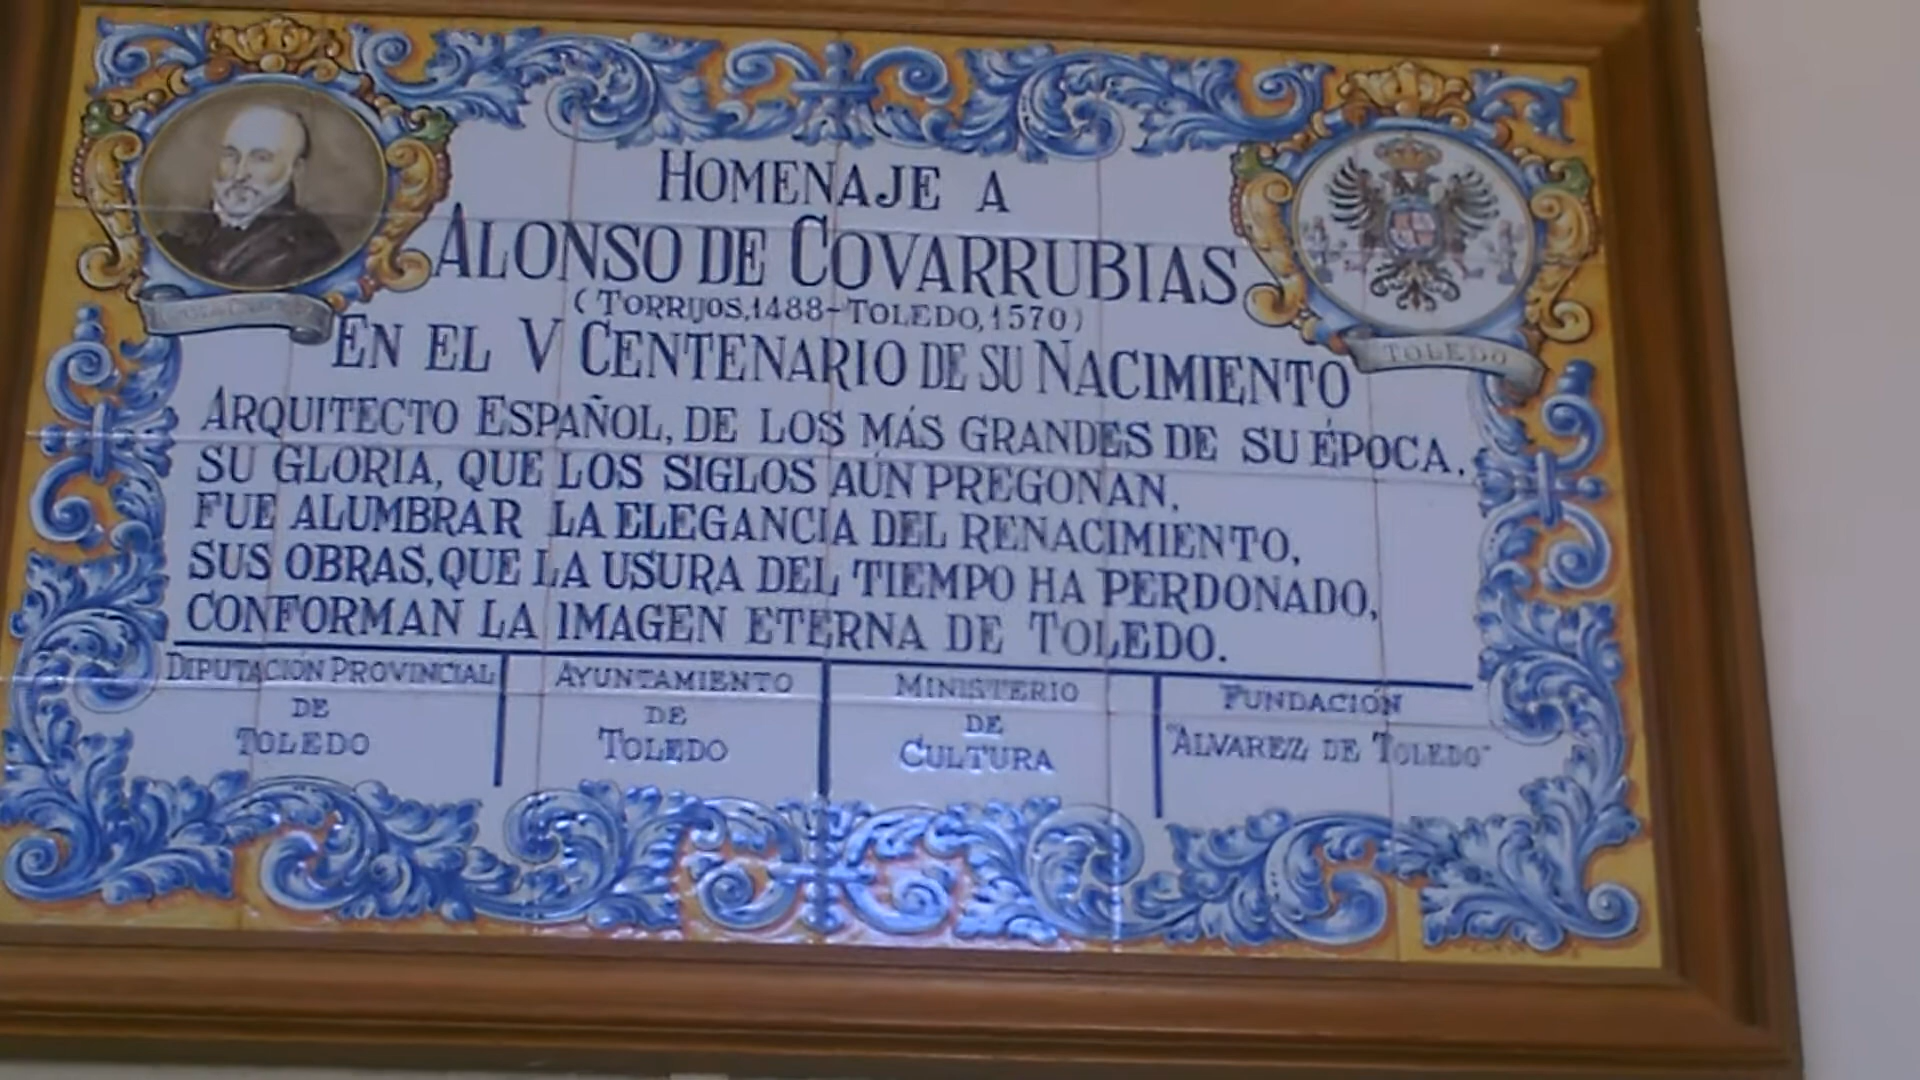 HOMENAJE A
ALONSO DE COVARRUBIAS
(TORRIJOS, 1488-TOLEDO, 1570)
EN EL V CENTENARIO DE SU NACIMIENTO
ARQUITECTO ESPAÑOL, DE LOS MÁS GRANDES DE SU ÉPOCA.
SU GLORIA, QUE LOS SIGLOS AÚN PREGONAN,
FUE ALUMBRAR LA ELEGANCIA DEL RENACIMIENTO,
SUS OBRAS, QUE LA USURA DEL TIEMPO HA PERDONADO,
CONFORMAN LA IMAGEN ETERNA DE TOLEDO.
TOLEDO
DIPUTACIÓN PROVINCIAL
DE
TOLEDO
AYUNTAMIENTO
DE
TOLEDO
MINISTERIO
DE
CULTURA
FUNDACIÓN
"ALVAREZ DE TOLEDO"